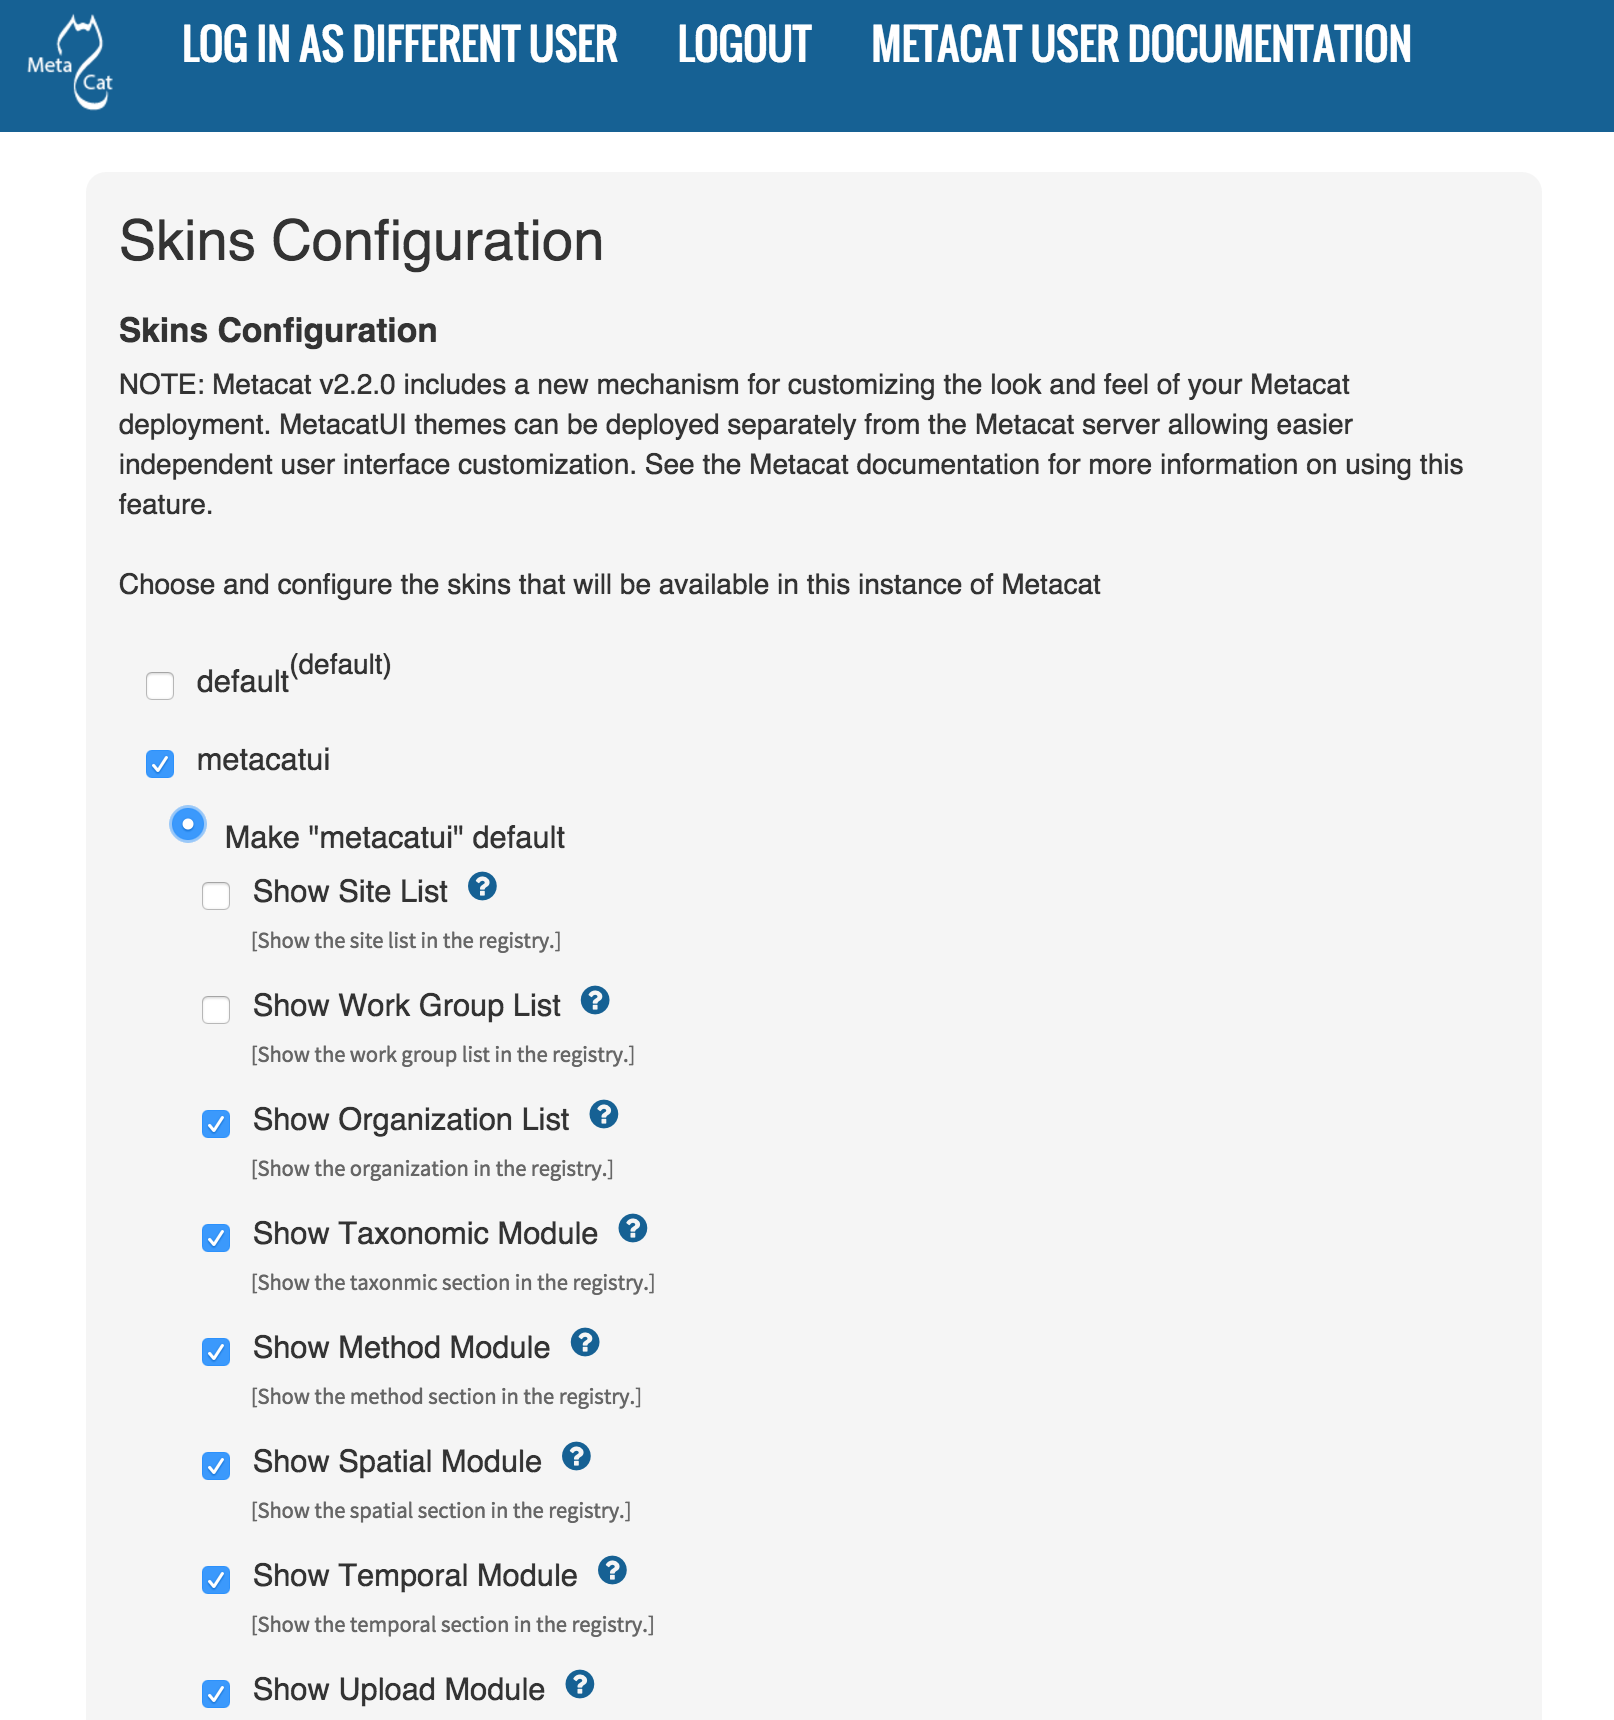 Meta
Cat
LOG IN AS DIFFERENT USER LOGOUT METACAT USER DOCUMENTATION
Skins Configuration
Skins Configuration
NOTE: Metacat v2.2.0 includes a new mechanism for customizing the look and feel of your Metacat
deployment. MetacatUI themes can be deployed separately from the Metacat server allowing easier
independent user interface customization. See the Metacat documentation for more information on using this
feature.
Choose and configure the skins that will be available in this instance of Metacat
default(default)
metacatui
Make "metacatui" default
Show Site List ?
[Show the site list in the registry.]
Show Work Group List ?
[Show the work group list in the registry.]
Show Organization List ?
[Show the organization in the registry.]
Show Taxonomic Module ?
[Show the taxonmic section in the registry.]
Show Method Module ?
[Show the method section in the registry.]
Show Spatial Module ?
[Show the spatial section in the registry.]
Show Temporal Module ?
[Show the temporal section in the registry.]
Show Upload Module ?